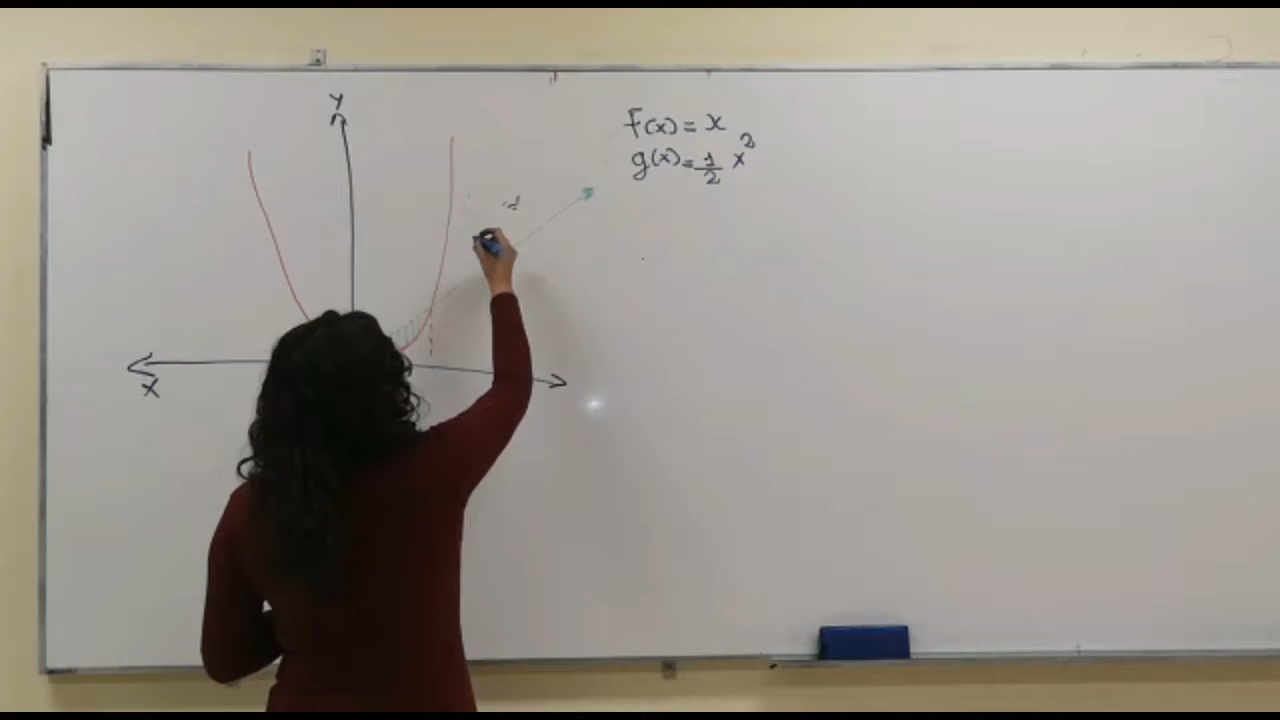 y
F(x) = x
g(x) = 1/2 x²
x